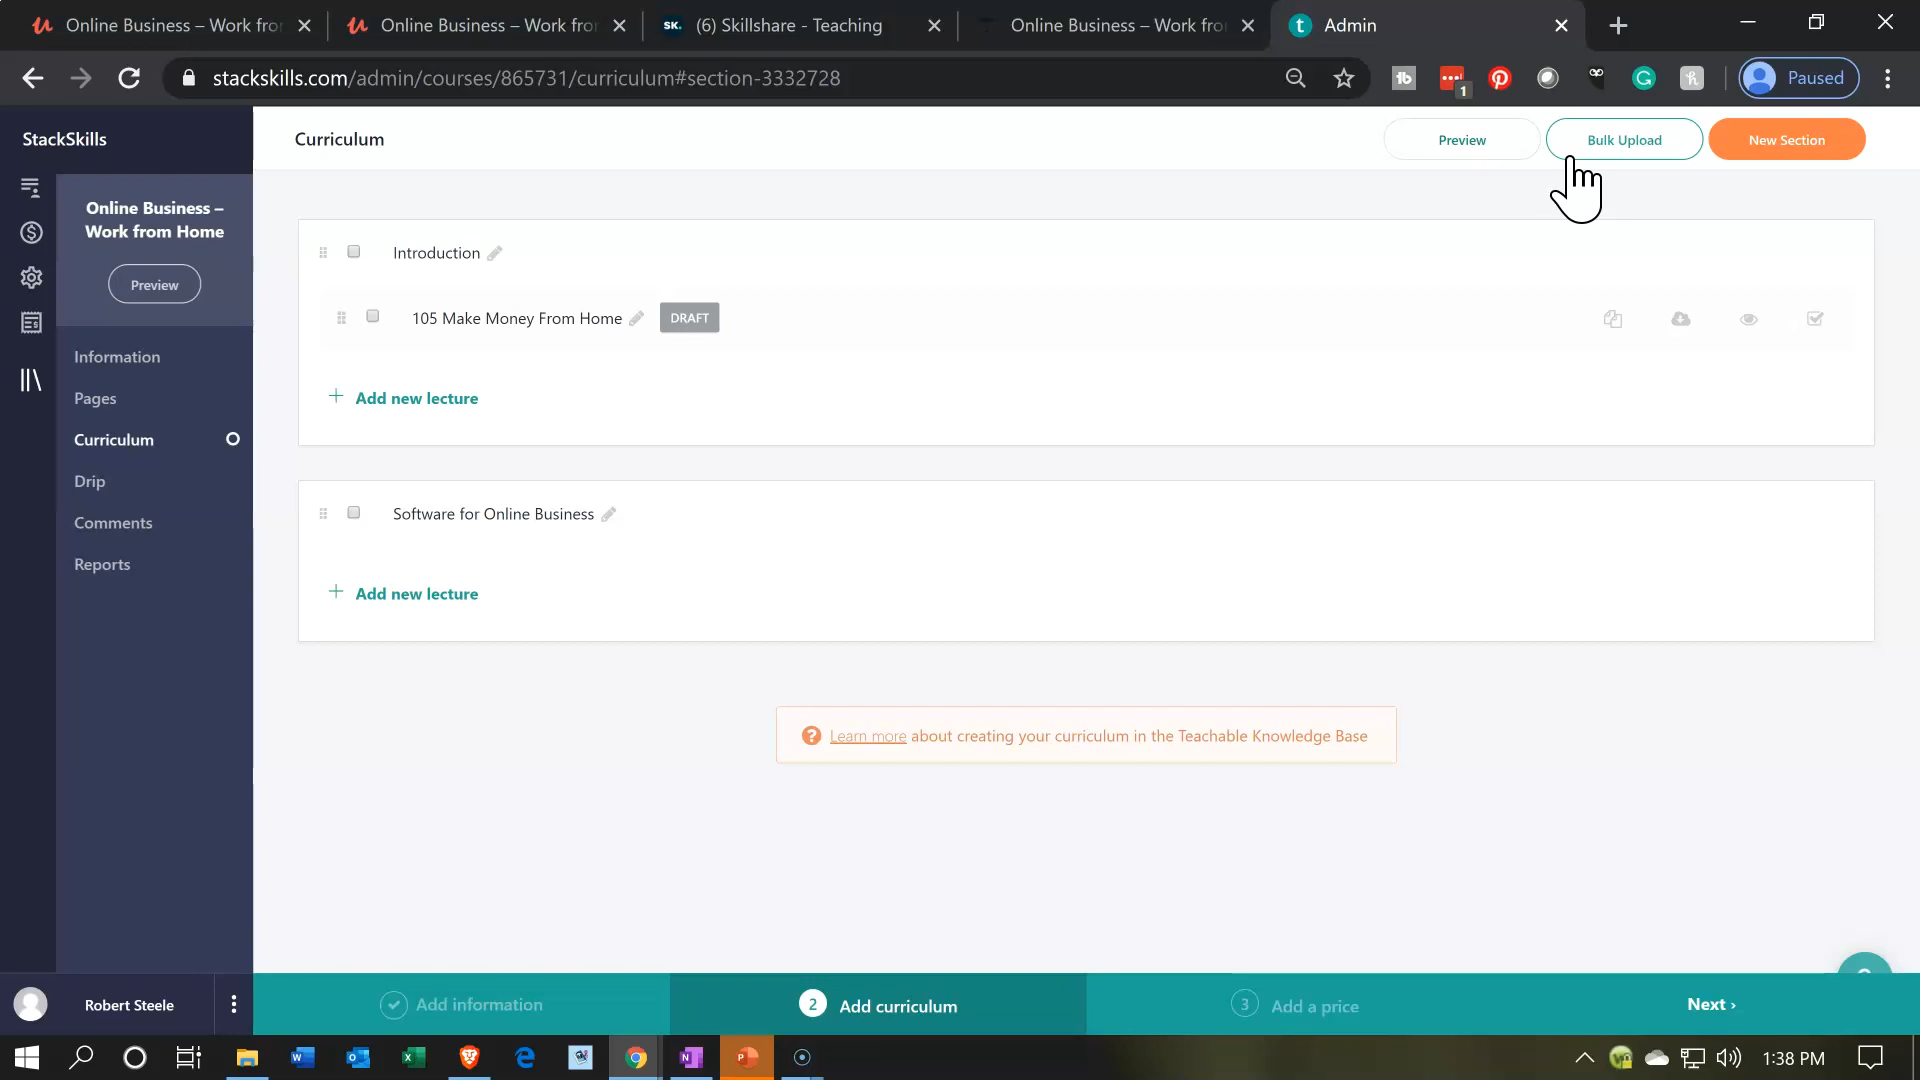 Online Business – Work fro
Online Business – Work fro
SK.
(6) Skillshare - Teaching
Online Business – Work fro
t
Admin
stackskills.com/admin/courses/865731/curriculum#section-3332728
1
Paused
StackSkills
Curriculum
Preview
Bulk Upload
New Section
Online Business –
Work from Home
Preview
Introduction
105 Make Money From Home
DRAFT
Add new lecture
Information
Pages
Curriculum
Drip
Comments
Reports
Software for Online Business
Add new lecture
? Learn more about creating your curriculum in the Teachable Knowledge Base
Robert Steele
Add information
2 Add curriculum
3 Add a price
Next ›
1:38 PM